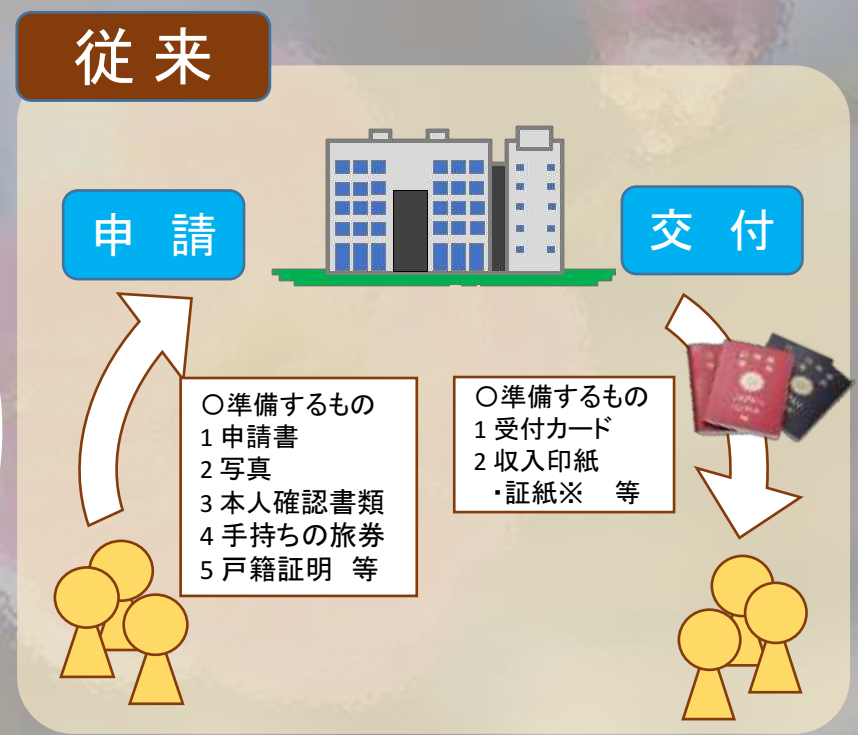 従 来
申 請
交 付
〇準備するもの
1 申請書
2 写真
3 本人確認書類
4 手持ちの旅券
5 戸籍証明 等
〇準備するもの
1 受付カード
2 収入印紙
・証紙※ 等